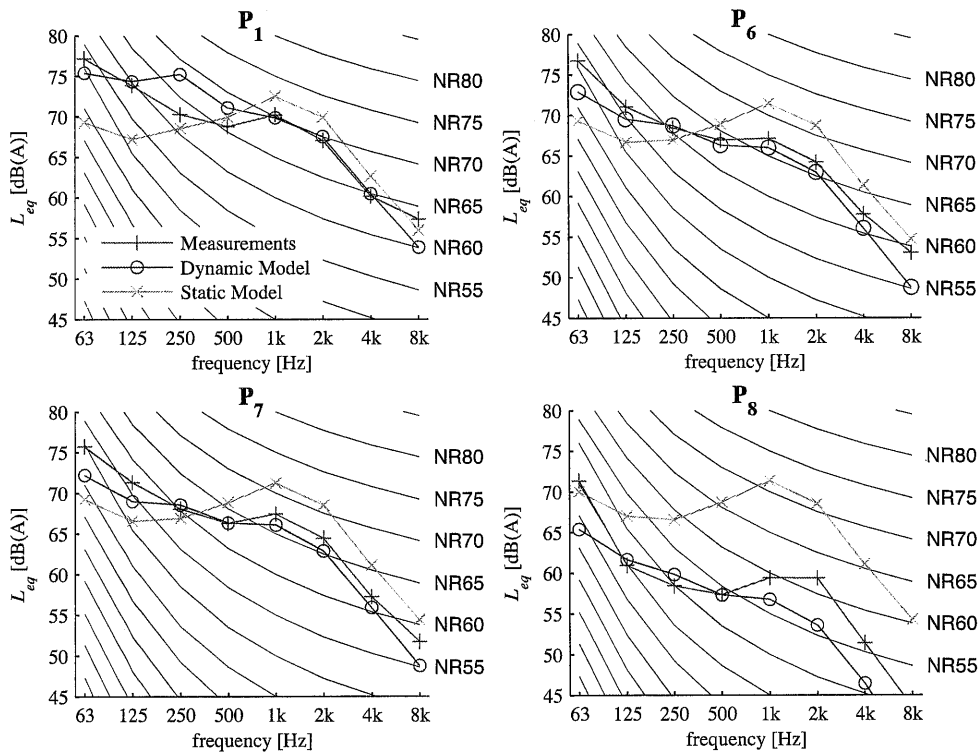 P1
P6
80
75
70
65
60
55
50
45
Leq [dB(A)]
NR80
NR75
NR70
NR65
NR60
NR55
Measurements
Dynamic Model
Static Model
63 125 250 500 1k 2k 4k 8k
frequency [Hz]
80
75
70
65
60
55
50
45
Leq [dB(A)]
NR80
NR75
NR70
NR65
NR60
NR55
63 125 250 500 1k 2k 4k 8k
frequency [Hz]
P7
P8
80
75
70
65
60
55
50
45
Leq [dB(A)]
NR80
NR75
NR70
NR65
NR60
NR55
63 125 250 500 1k 2k 4k 8k
frequency [Hz]
80
75
70
65
60
55
50
45
Leq [dB(A)]
NR80
NR75
NR70
NR65
NR60
NR55
63 125 250 500 1k 2k 4k 8k
frequency [Hz]